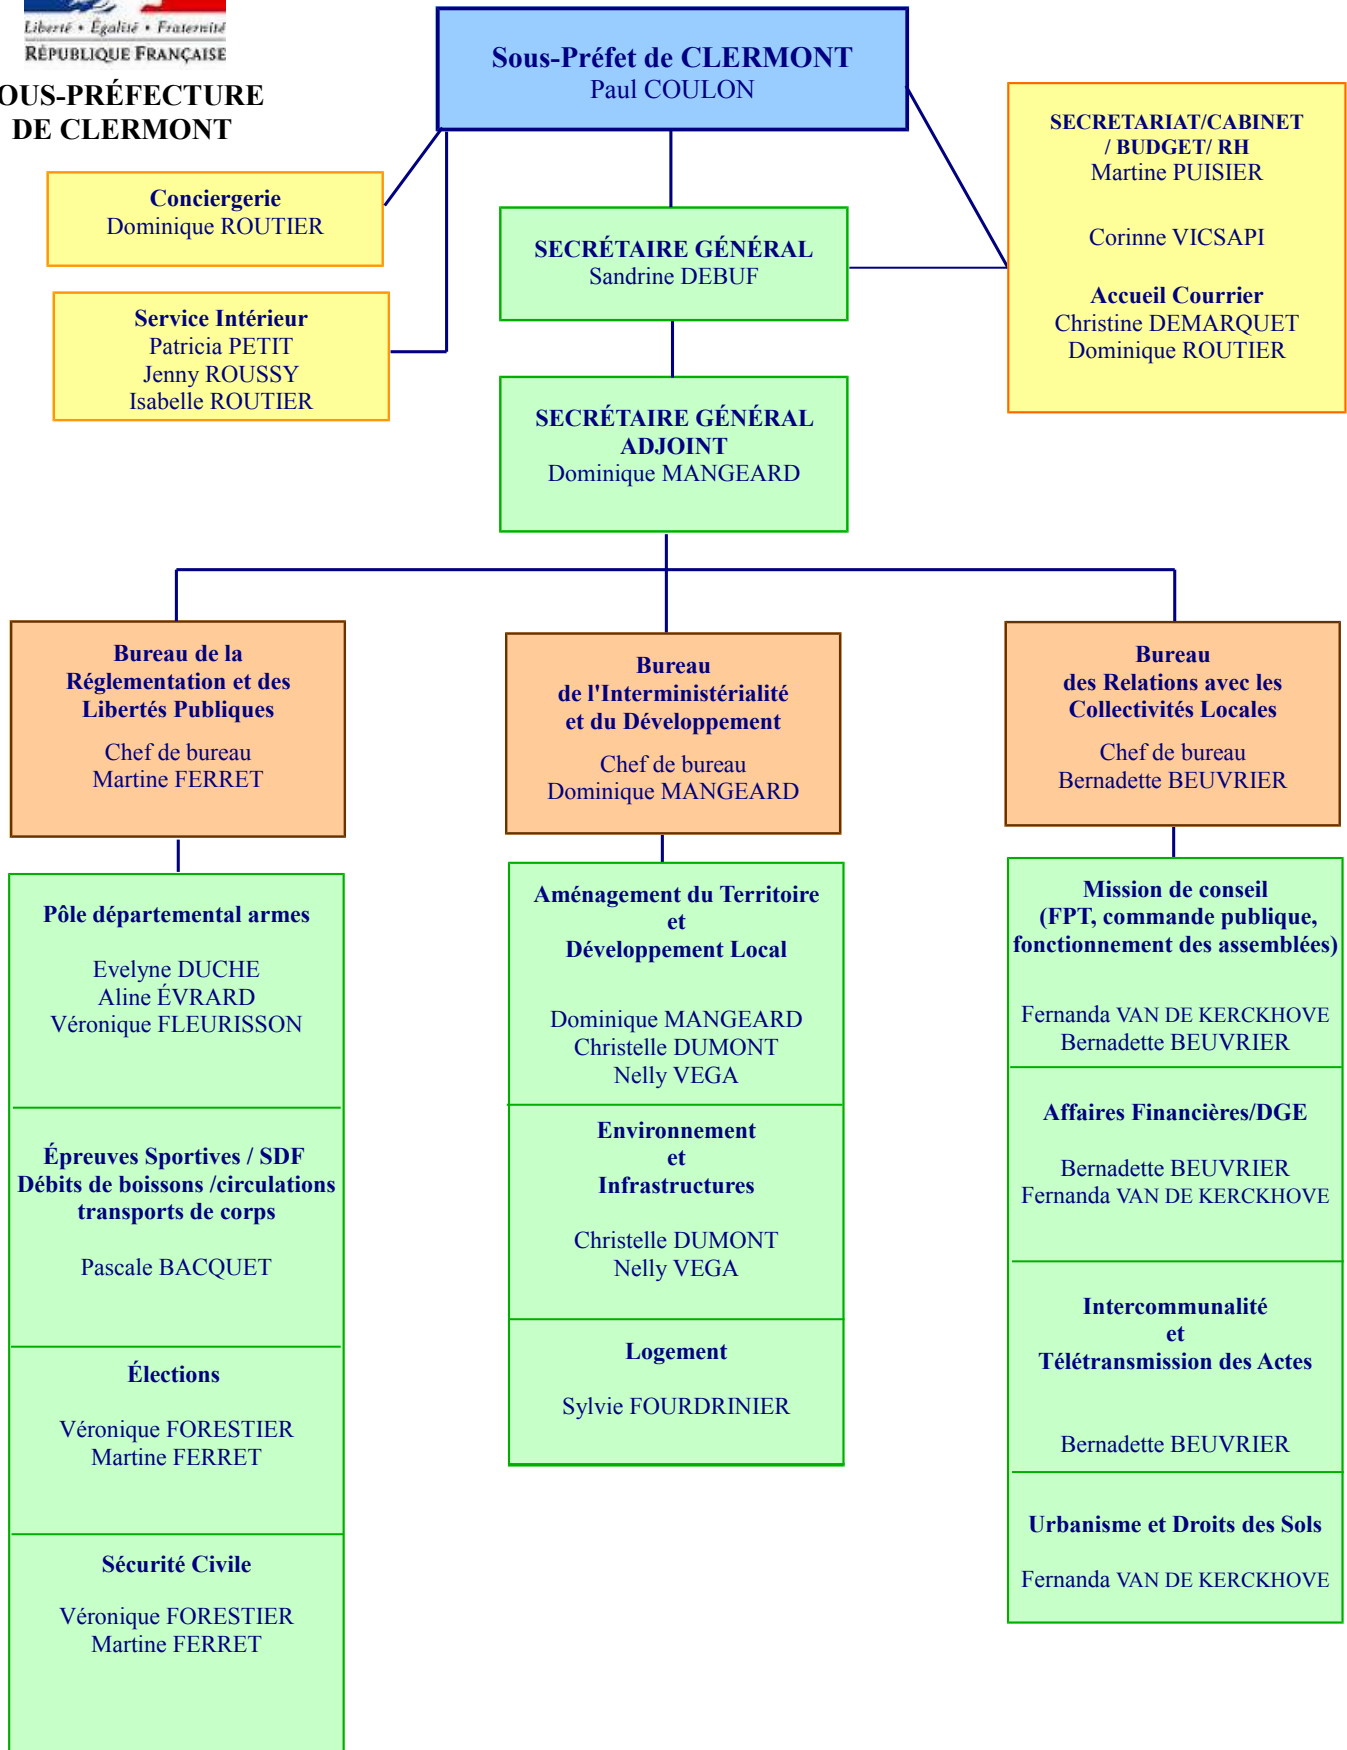 Liberté • Égalité • Fraternité
RÉPUBLIQUE FRANÇAISE
OUS-PRÉFECTURE
DE CLERMONT
Sous-Préfet de CLERMONT
Paul COULON
SECRETARIAT/CABINET
/ BUDGET/ RH
Martine PUISIER
Corinne VICSAPI
Accueil Courrier
Christine DEMARQUET
Dominique ROUTIER
Conciergerie
Dominique ROUTIER
Service Intérieur
Patricia PETIT
Jenny ROUSSY
Isabelle ROUTIER
SECRÉTAIRE GÉNÉRAL
Sandrine DEBUF
SECRÉTAIRE GÉNÉRAL
ADJOINT
Dominique MANGEARD
Bureau de la
Réglementation et des
Libertés Publiques
Chef de bureau
Martine FERRET
Pôle départemental armes
Evelyne DUCHE
Aline ÉVRARD
Véronique FLEURISSON
Épreuves Sportives / SDF
Débits de boissons /circulations
transports de corps
Pascale BACQUET
Élections
Véronique FORESTIER
Martine FERRET
Sécurité Civile
Véronique FORESTIER
Martine FERRET
Bureau
de l'Interministérialité
et du Développement
Chef de bureau
Dominique MANGEARD
Aménagement du Territoire
et
Développement Local
Dominique MANGEARD
Christelle DUMONT
Nelly VEGA
Environnement
et
Infrastructures
Christelle DUMONT
Nelly VEGA
Logement
Sylvie FOURDRINIER
Bureau
des Relations avec les
Collectivités Locales
Chef de bureau
Bernadette BEUVRIER
Mission de conseil
(FPT, commande publique,
fonctionnement des assemblées)
Fernanda VAN DE KERCKHOVE
Bernadette BEUVRIER
Affaires Financières/DGE
Bernadette BEUVRIER
Fernanda VAN DE KERCKHOVE
Intercommunalité
et
Télétransmission des Actes
Bernadette BEUVRIER
Urbanisme et Droits des Sols
Fernanda VAN DE KERCKHOVE